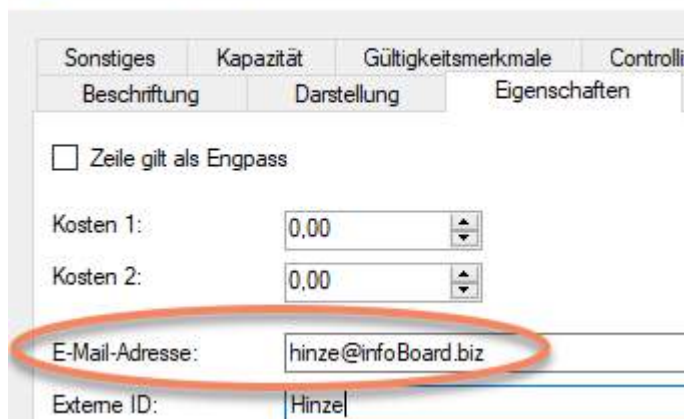 Sonstiges Kapazität Gültigkeitsmerkmale Controlli
Beschriftung Darstellung Eigenschaften
Zeile gilt als Engpass
Kosten 1: 0,00
Kosten 2: 0,00
E-Mail-Adresse: hinze@infoBoard.biz
Externe ID: Hinze